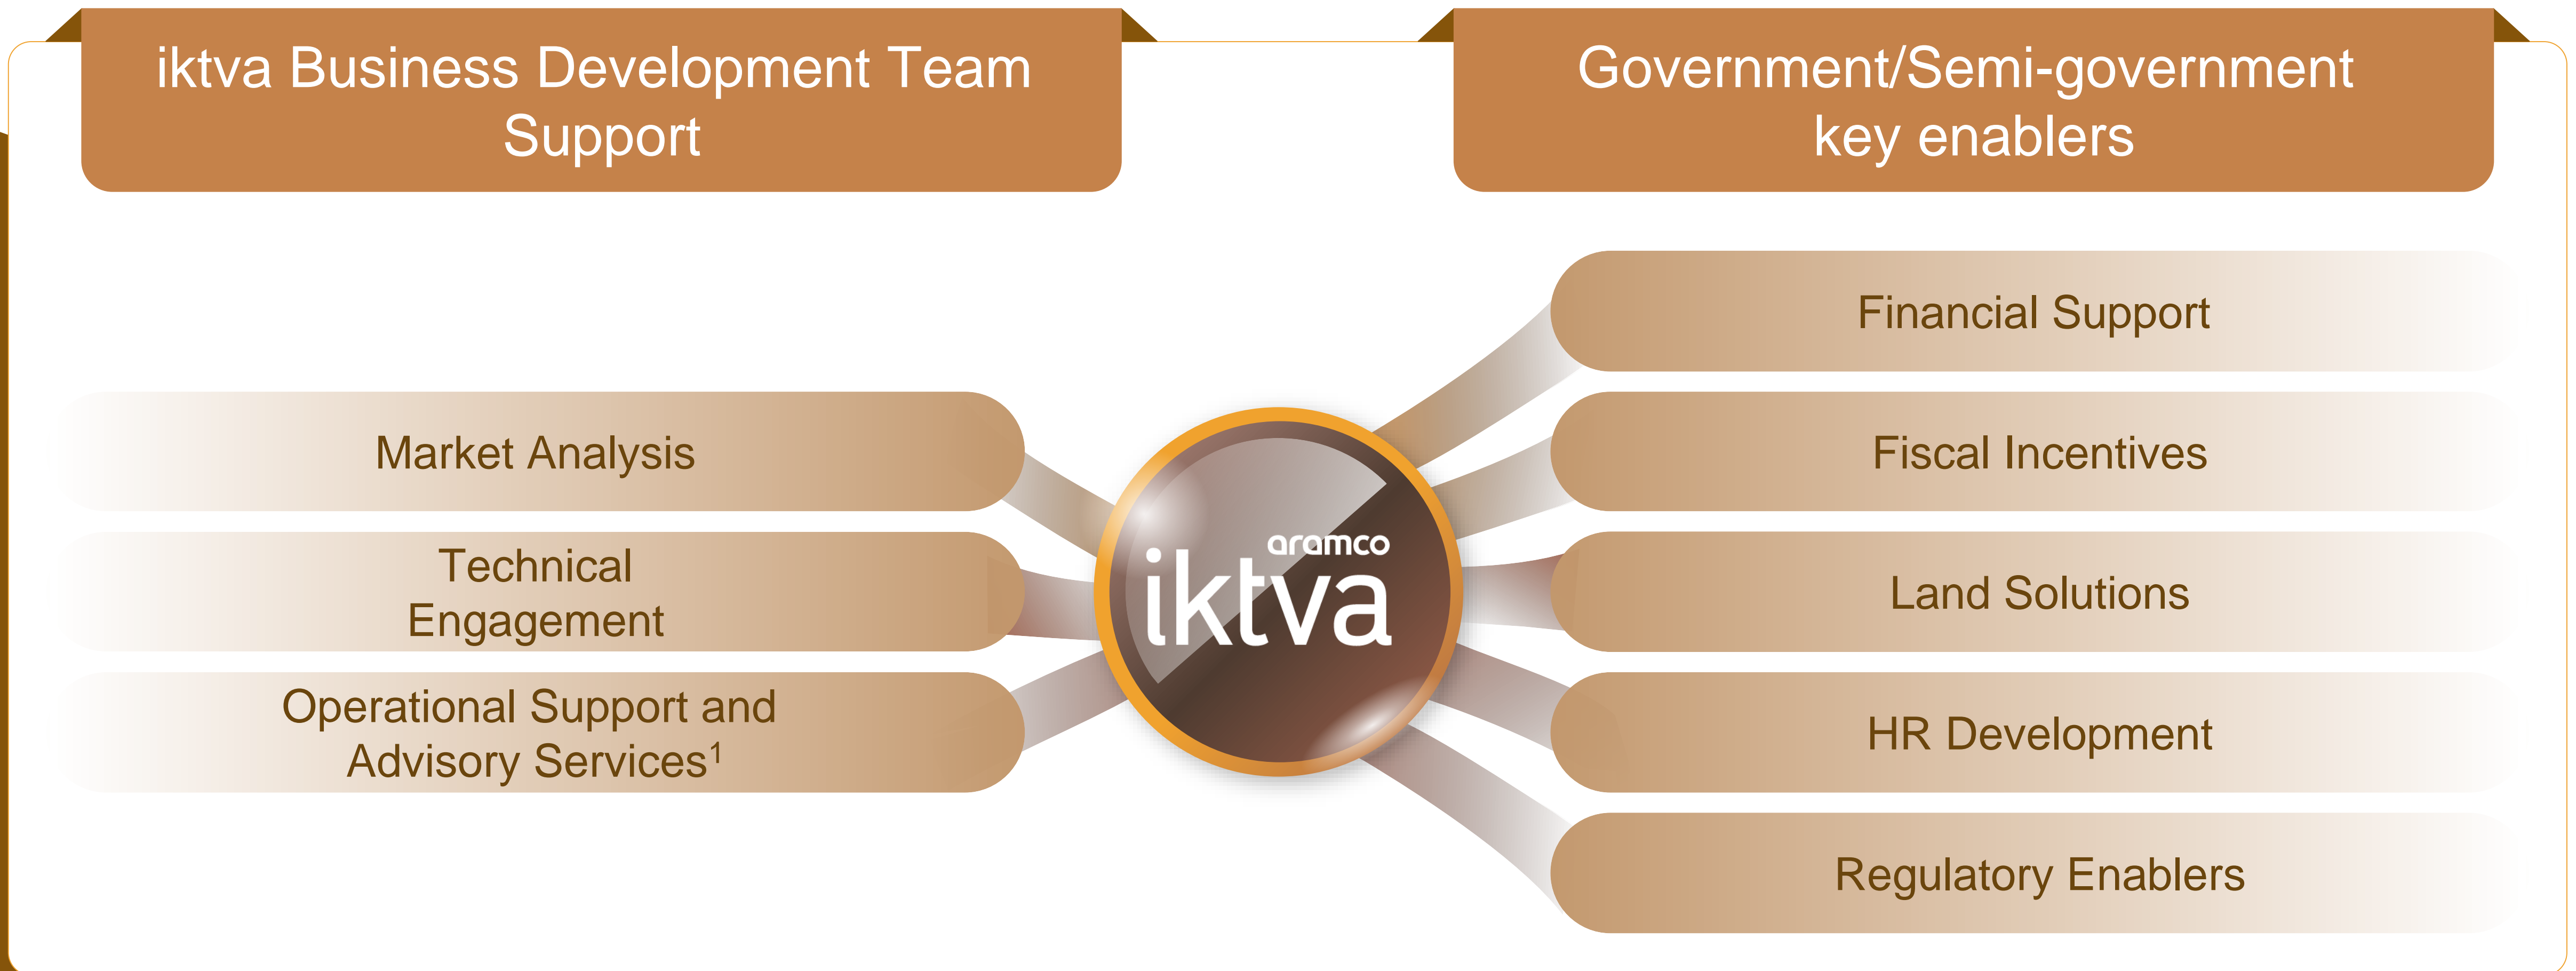 iktva Business Development Team
Support
Government/Semi-government
key enablers
Market Analysis
Technical
Engagement
Operational Support and
Advisory Services¹
aramco
iktva
Financial Support
Fiscal Incentives
Land Solutions
HR Development
Regulatory Enablers